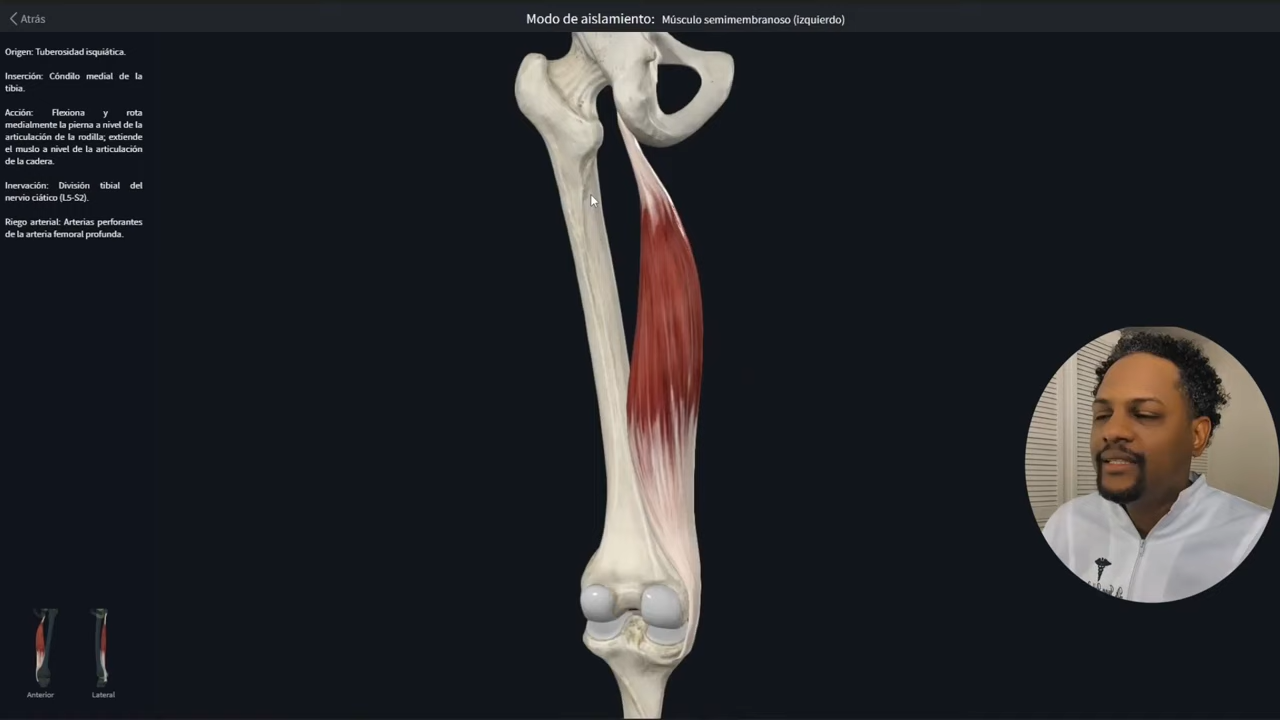 Atrás
Modo de aislamiento: Músculo semimembranoso (izquierdo)
Origen: Tuberosidad isquiática.
Inserción: Cóndilo medial de la
tibia.
Acción: Flexiona y rota
medialmente la pierna a nivel de la
articulación de la rodilla; extiende
el muslo a nivel de la articulación
de la cadera.
Inervación: División tibial del
nervio ciático (L5-S2).
Riego arterial: Arterias perforantes
de la arteria femoral profunda.
Anterior
Lateral